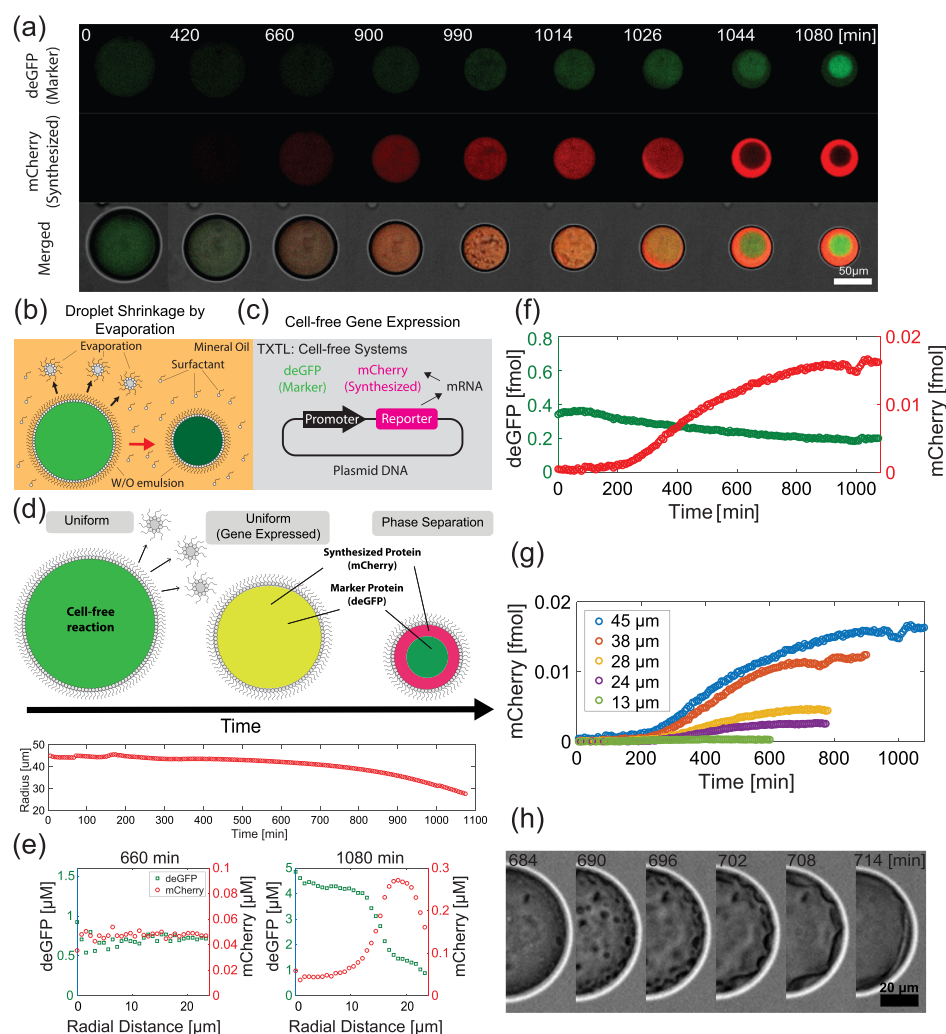 (a)
0 420 660 900 990 1014 1026 1044 1080 [min]
deGFP
(Marker)
mCherry
(Synthesized)
Merged
50μm
(b)
Droplet Shrinkage by
Evaporation
Evaporation
Mineral Oil
Surfactant
W/O emulsion
(c)
Cell-free Gene Expression
TXTL: Cell-free Systems
deGFP
(Marker)
mCherry
(Synthesized)
mRNA
Promoter
Reporter
Plasmid DNA
(d)
Uniform
Uniform
(Gene Expressed)
Phase Separation
Synthesized Protein
(mCherry)
Marker Protein
(deGFP)
Cell-free
reaction
Time
Radius [um]
50
40
30
20
0 100 200 300 400 500 600 700 800 900 1000 1100
Time [min]
(e)
660 min
deGFP [μM]
1.5
1
0.5
0
deGFP
mCherry
0.1
0.08
0.06
0.04
0.02
0
mCherry [μM]
0 10 20
Radial Distance [μm]
1080 min
deGFP [μM]
5
4
3
2
1
0
0.3
0.2
0.1
0
mCherry [μM]
0 10 20
Radial Distance [μm]
(f)
deGFP [fmol]
0.8
0.6
0.4
0.2
0
0.02
0.01
0
mCherry [fmol]
0 200 400 600 800 1000
Time [min]
(g)
mCherry [fmol]
0.02
0.01
0
45 μm
38 μm
28 μm
24 μm
13 μm
0 200 400 600 800 1000
Time [min]
(h)
684 690 696 702 708 714 [min]
20 μm